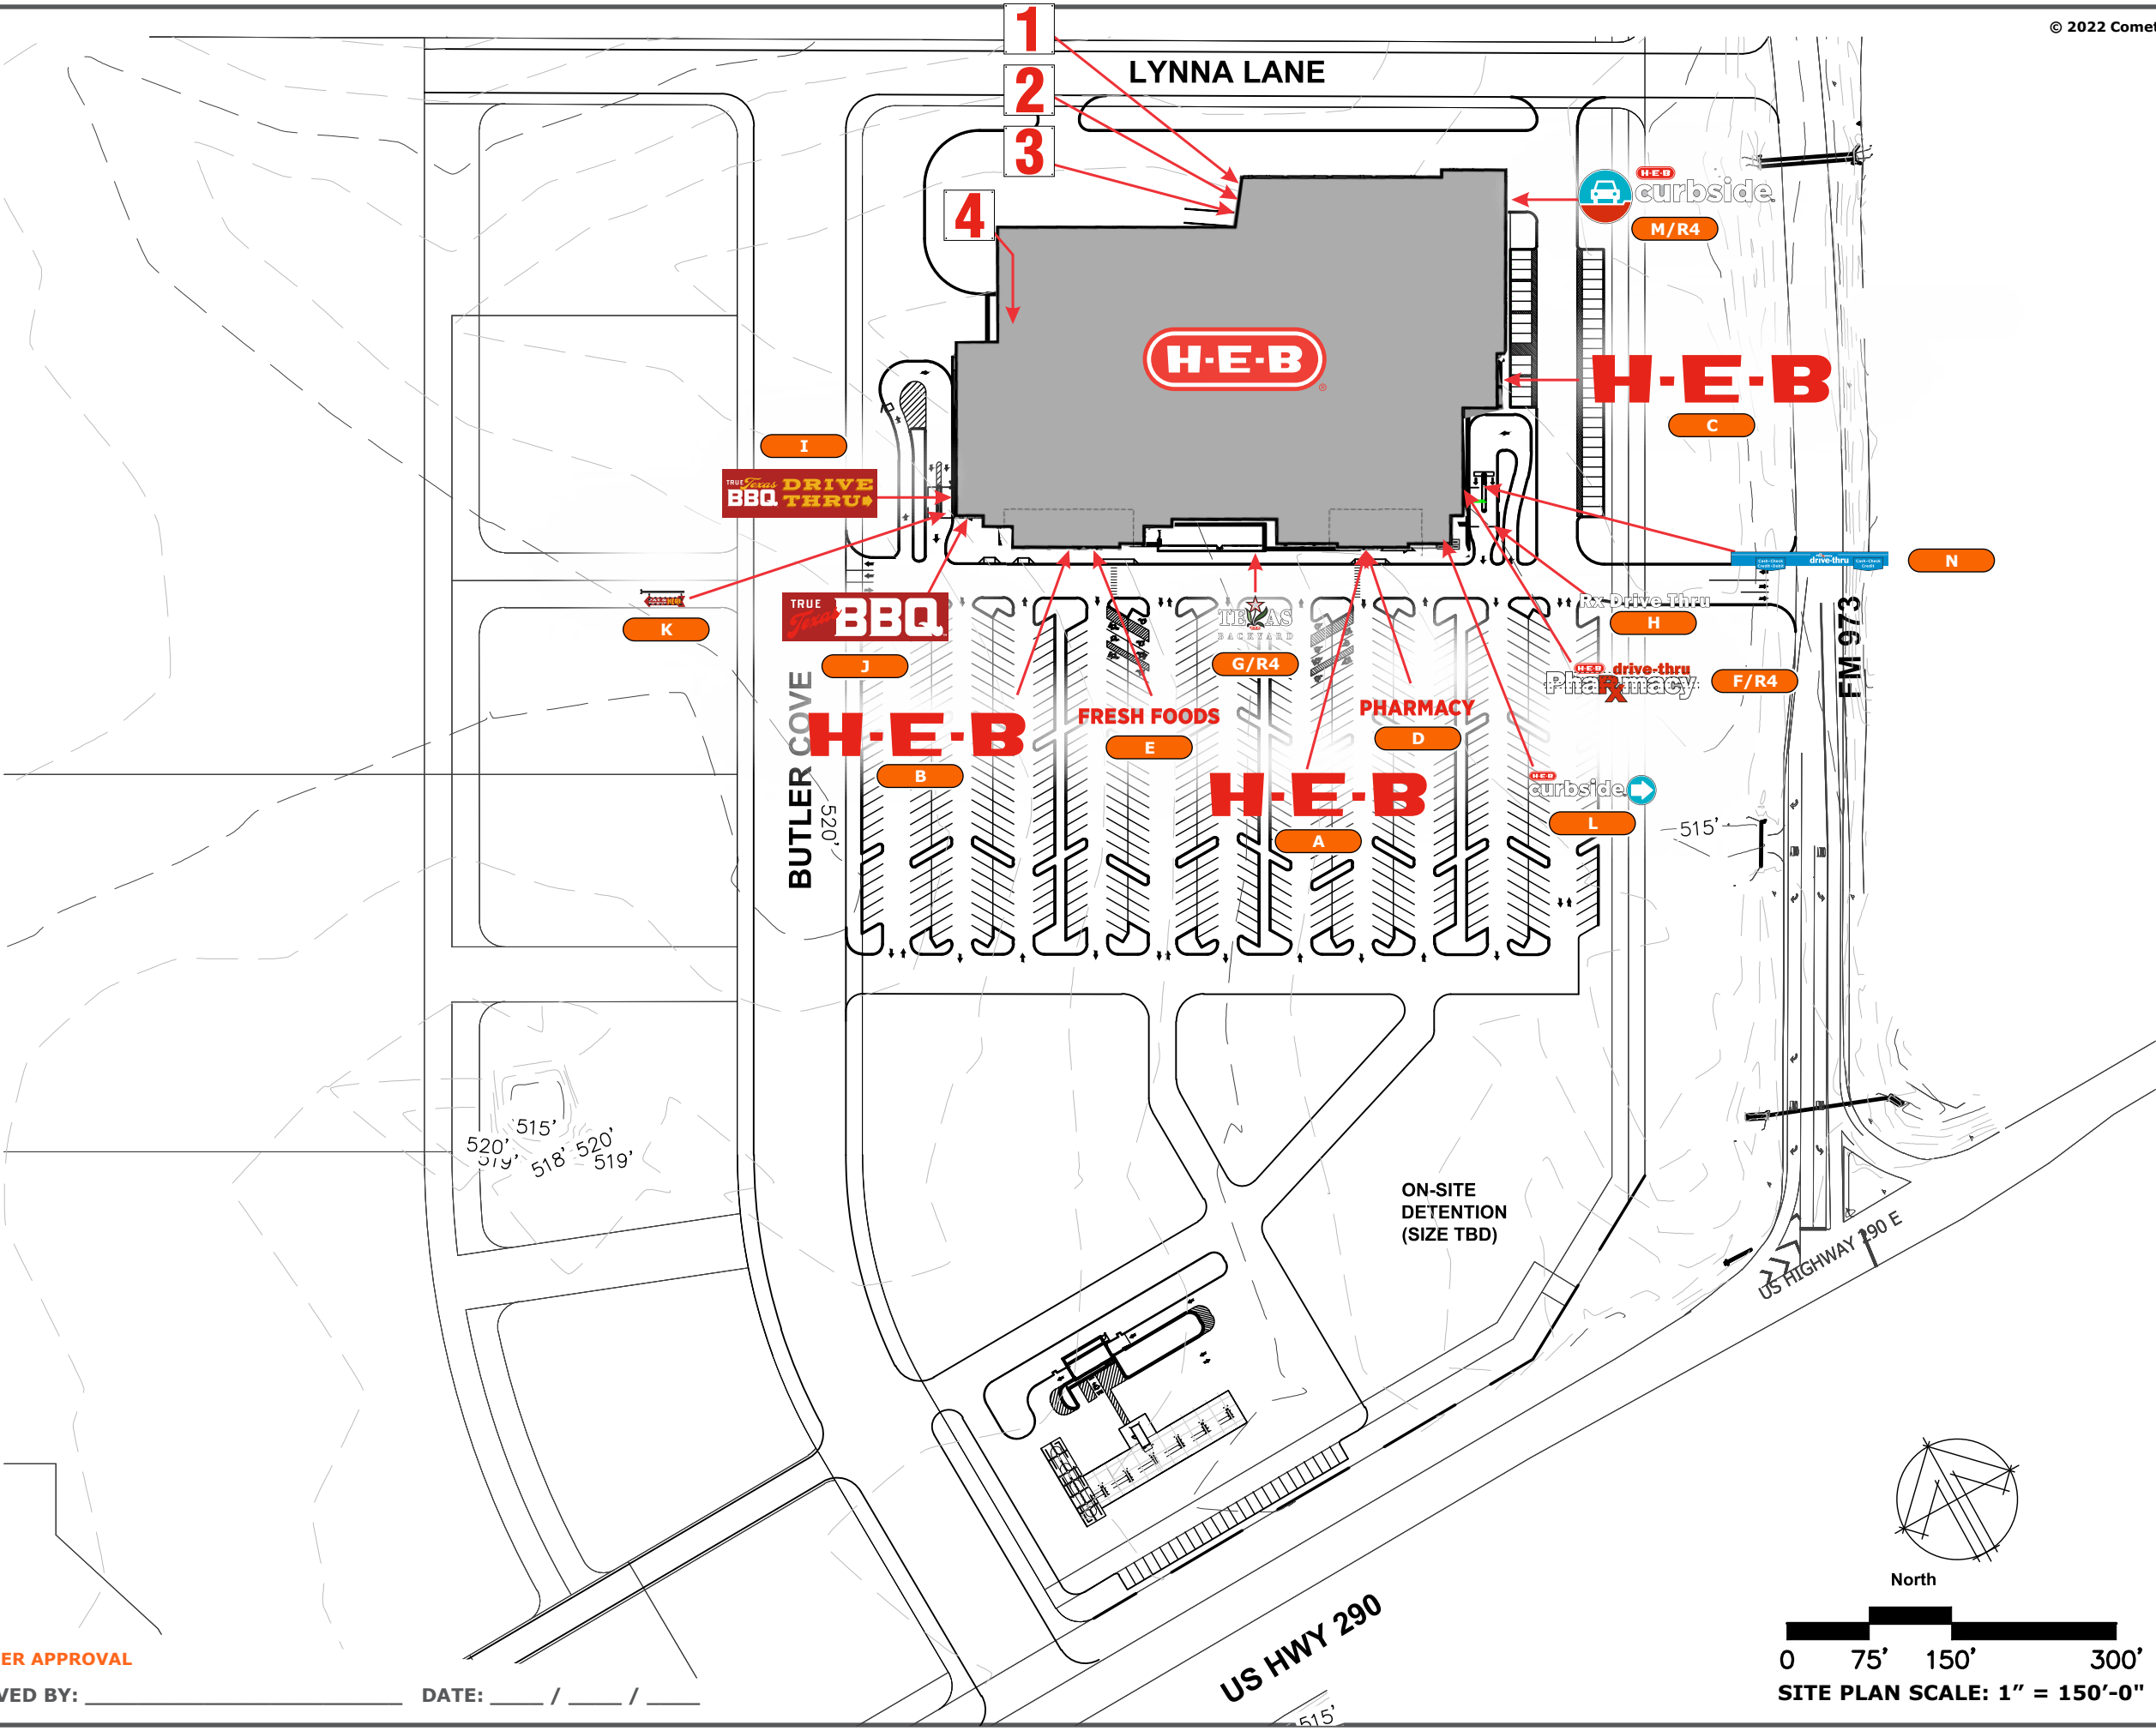 © 2022 Comet
1
LYNNA LANE
2
3
4
H-E-B
curbside
M/R4
H·E·B
®
H·E·B
C
I
TRUE Texas BBQ
DRIVE THRU
drive-thru
N
K
TRUE Texas BBQ
J
TEXAS
BACKYARD
G/R4
Rx Drive Thru
H
FM 973
H-E-B drive-thru
Pharmacy
F/R4
BUTLER COVE
H·E·B
B
FRESH FOODS
E
PHARMACY
D
H·E·B
A
H-E-B
curbside
L
520'
515'
515'
520'
519'
518'
520'
519'
ON-SITE
DETENTION
(SIZE TBD)
US HIGHWAY 290 E
US HWY 290
515'
North
0 75' 150' 300'
SITE PLAN SCALE: 1” = 150’-0"
ER APPROVAL
VED BY:
DATE: / /